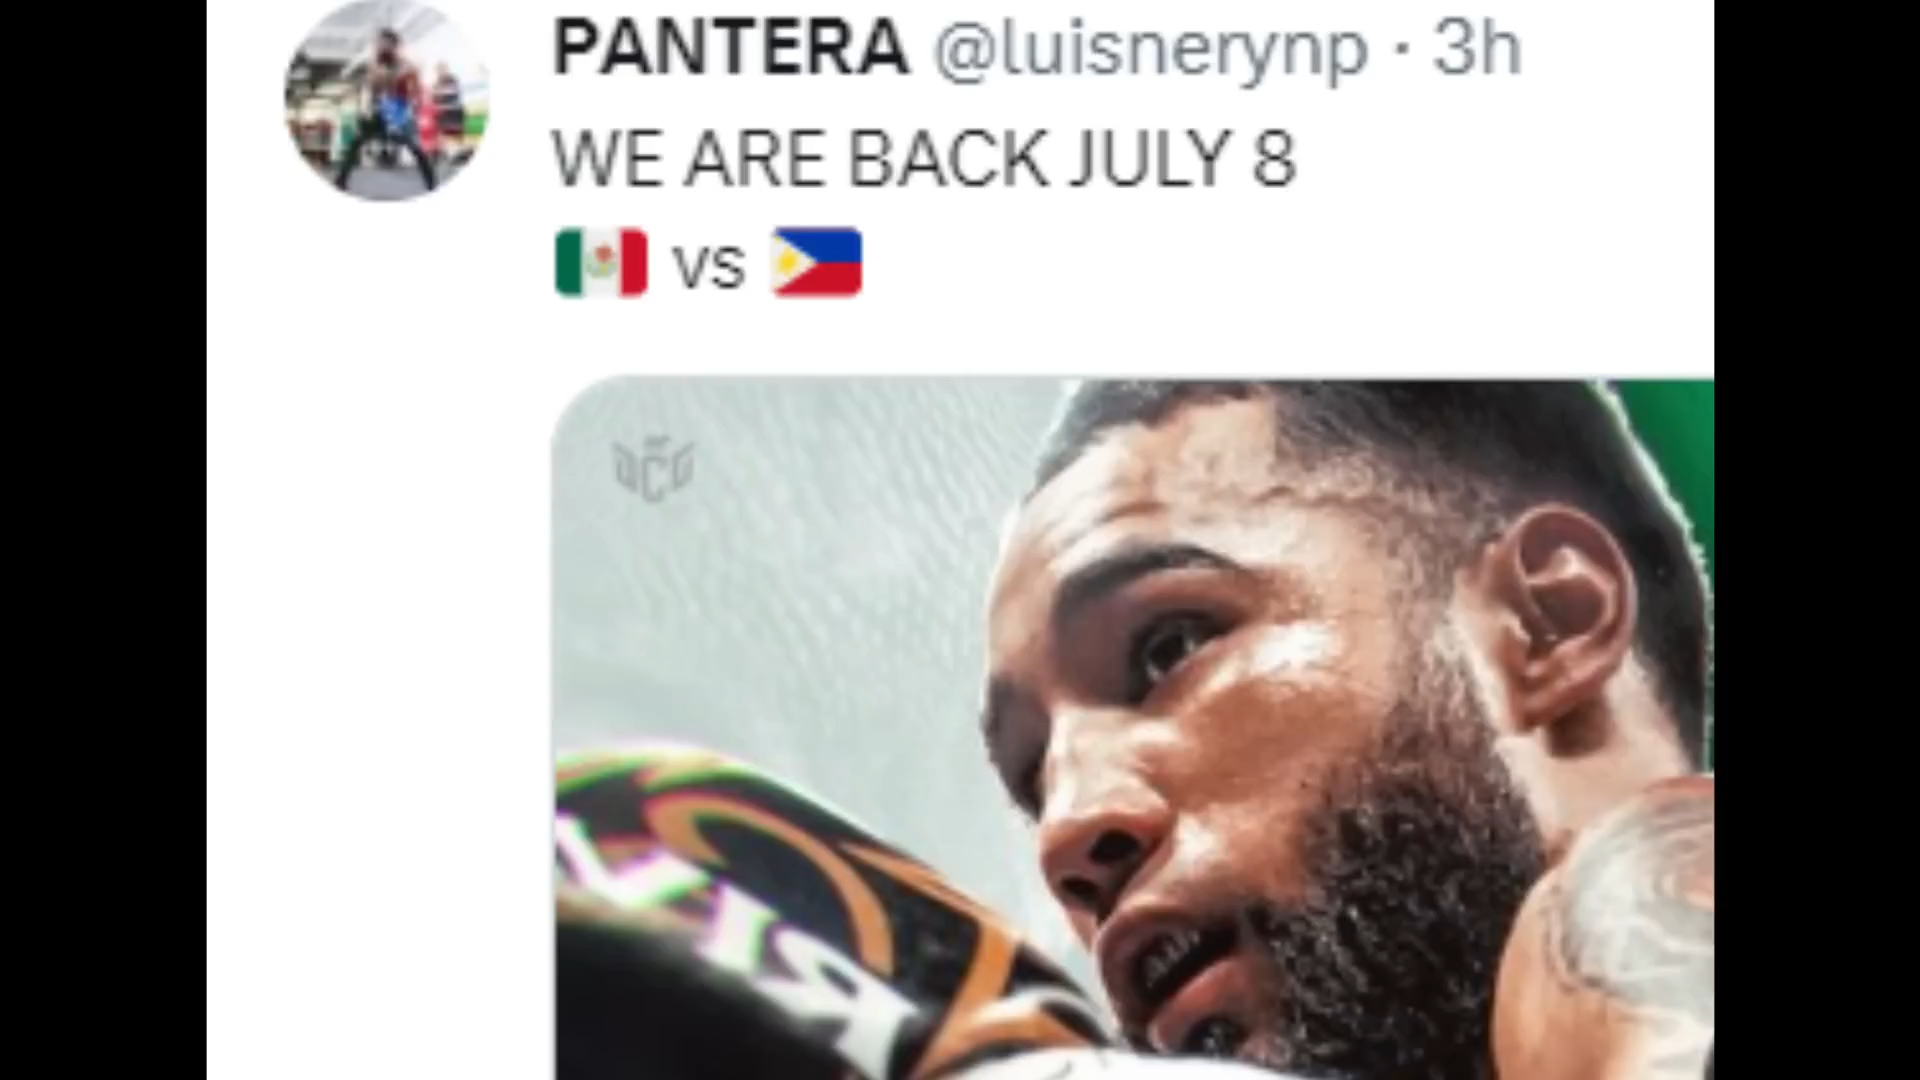 PANTERA @luisnerynp · 3h
WE ARE BACK JULY 8
🇲🇽 vs 🇵🇭